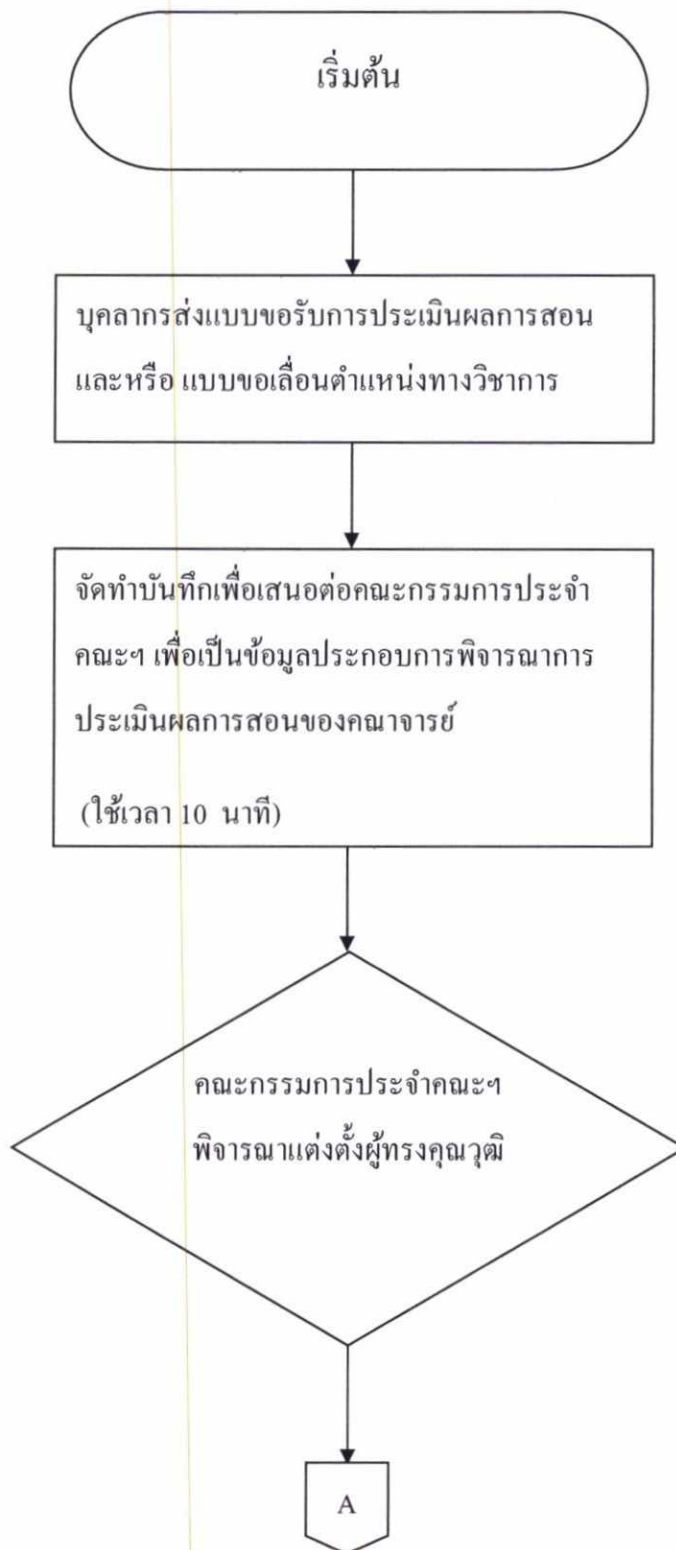 เริ่มต้น
บุคลากรส่งแบบขอรับการประเมินผลการสอน
และหรือ แบบขอเลื่อนตำแหน่งทางวิชาการ
จัดทำบันทึกเพื่อเสนอต่อคณะกรรมการประจำ
คณะฯ เพื่อเป็นข้อมูลประกอบการพิจารณาการ
ประเมินผลการสอนของคณาจารย์
(ใช้เวลา 10 นาที)
คณะกรรมการประจำคณะฯ
พิจารณาแต่งตั้งผู้ทรงคุณวุฒิ
A